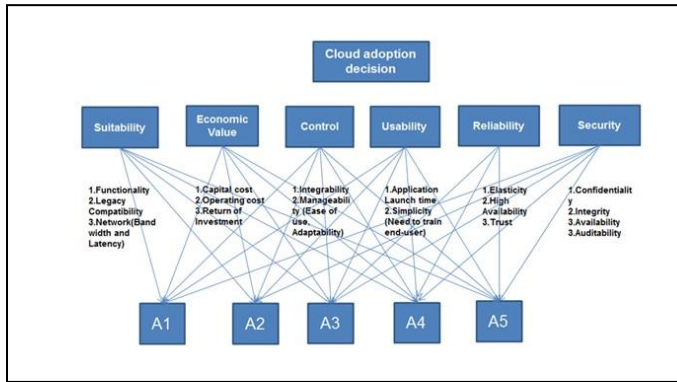 Cloud adoption
decision
Suitability
Economic
Value
Control
Usability
Reliability
Security
1.Functionality
2.Legacy
Compatibility
3.Network(Band
width and
Latency)
1.Capital cost
2.Operating cost
3.Return of
Investment
1.Integrability
2.Manageabili
ty (Ease of
use,
Adaptability)
1.Application
Launch time
2.Simplicity
(Need to train
end-user)
1.Elasticity
2.High
Availability
3.Trust
1.Confidentialit
y
2.Integrity
3.Availability
3.Auditability
A1
A2
A3
A4
A5